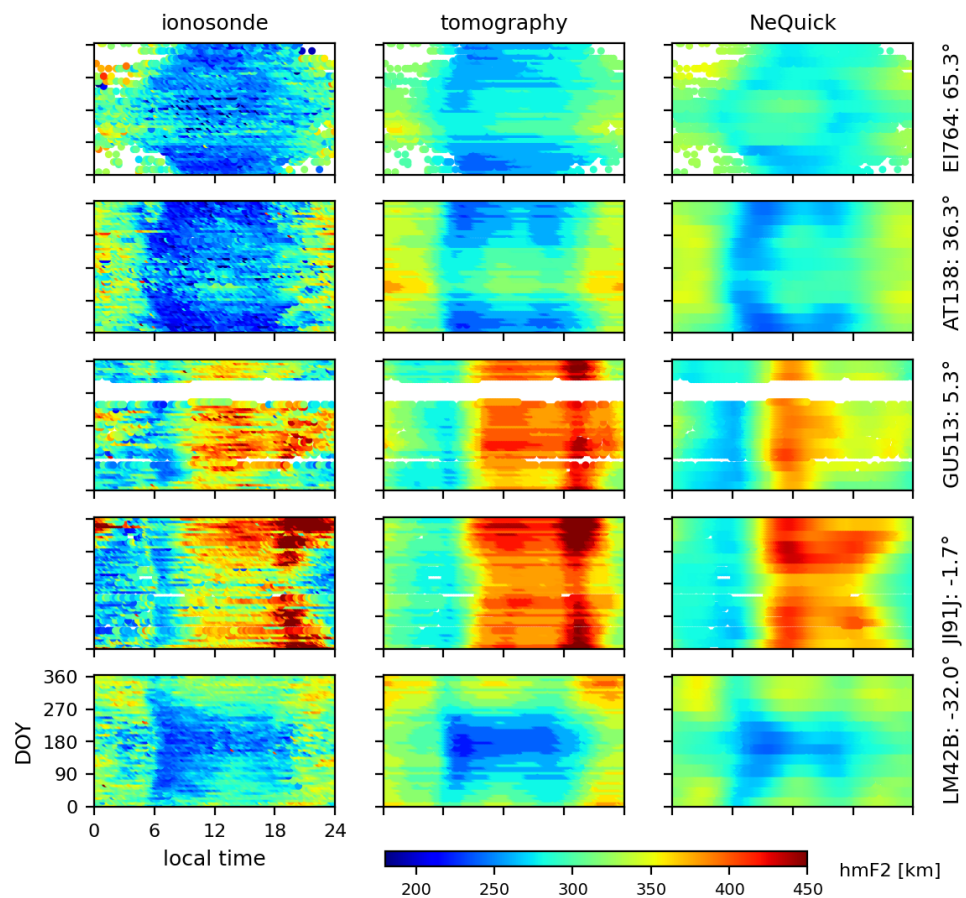 ionosonde tomography NeQuick
EI764: 65.3°
AT138: 36.3°
GU513: 5.3°
JI91J: -1.7°
LM42B: -32.0°
360
270
180
90
0
DOY
0 6 12 18 24
local time
200 250 300 350 400 450
hmF2 [km]